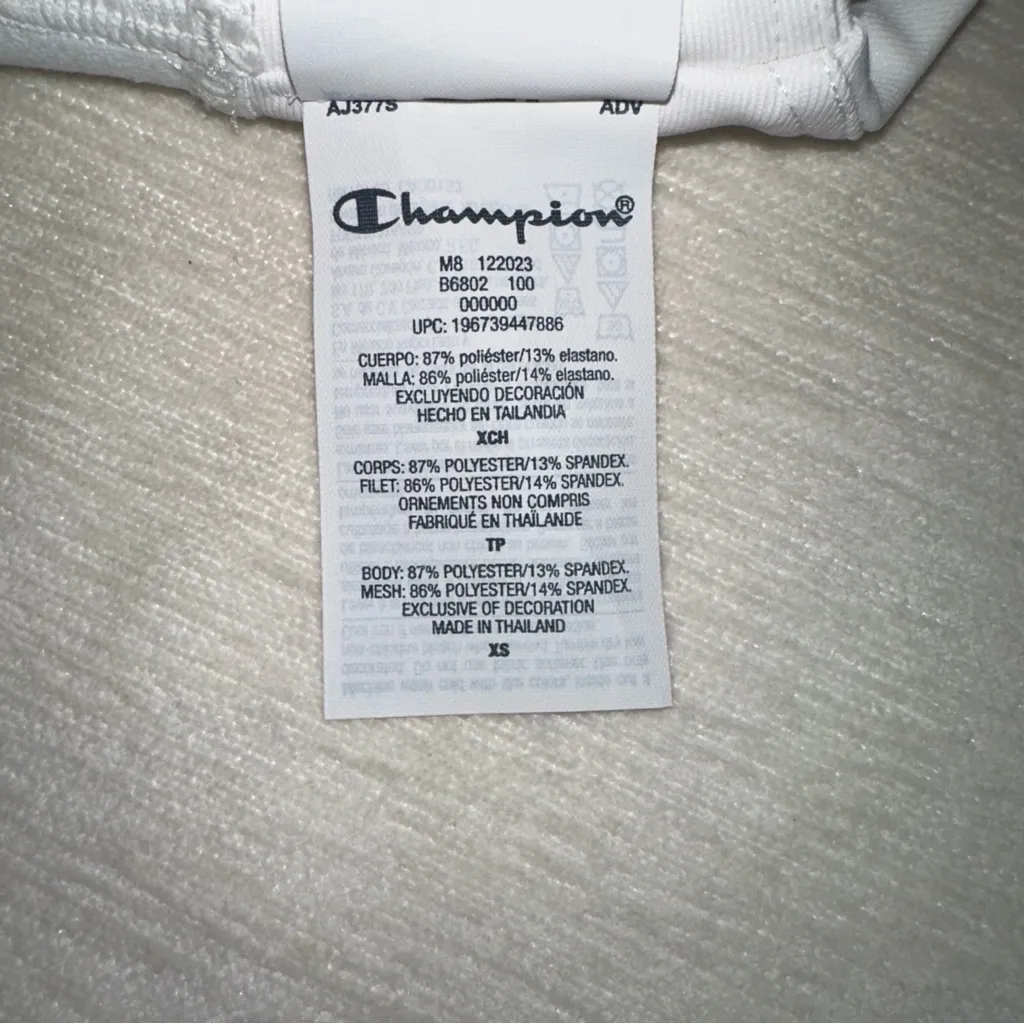 AJ377S ADV
Champion®
M8 122023
B6802 100
000000
UPC: 196739447886
CUERPO: 87% poliéster/13% elastano.
MALLA: 86% poliéster/14% elastano.
EXCLUYENDO DECORACIÓN
HECHO EN TAILANDIA
XCH
CORPS: 87% POLYESTER/13% SPANDEX.
FILET: 86% POLYESTER/14% SPANDEX.
ORNEMENTS NON COMPRIS
FABRIQUÉ EN THAÏLANDE
TP
BODY: 87% POLYESTER/13% SPANDEX.
MESH: 86% POLYESTER/14% SPANDEX.
EXCLUSIVE OF DECORATION
MADE IN THAILAND
XS